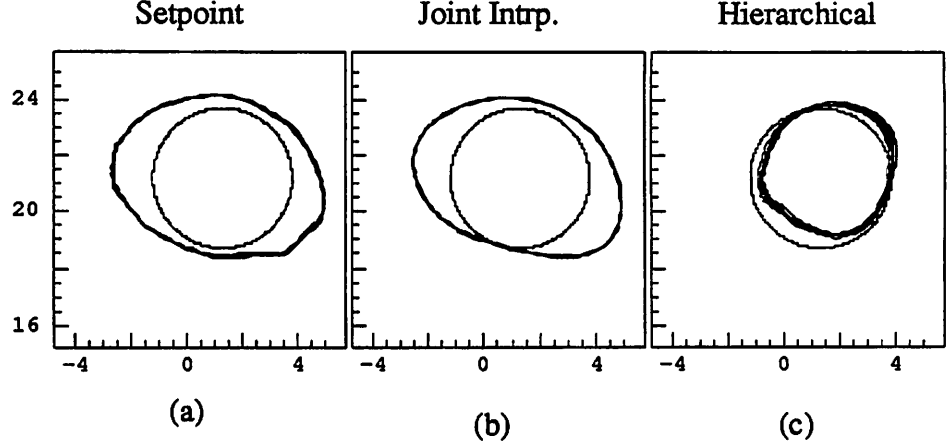 Setpoint Joint Intrp. Hierarchical
24
20
16
-4 0 4 -4 0 4 -4 0 4
(a) (b) (c)